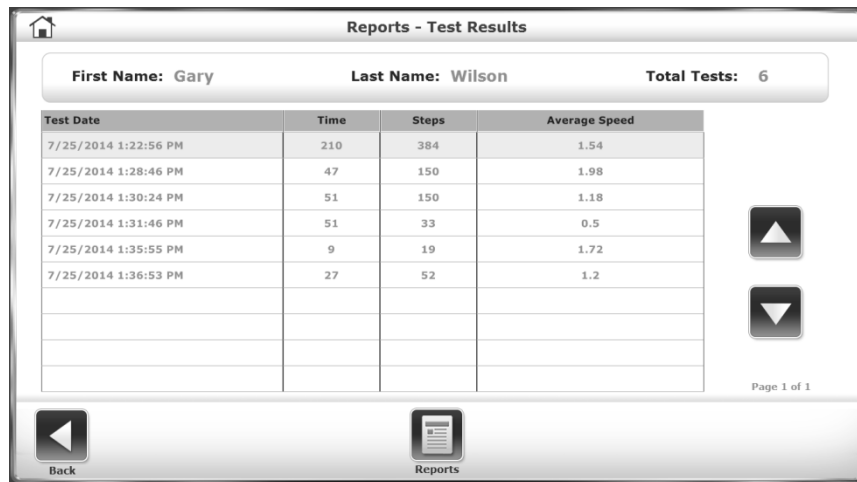 Reports - Test Results
First Name: Gary Last Name: Wilson Total Tests: 6
Test Date Time Steps Average Speed
7/25/2014 1:22:56 PM 210 384 1.54
7/25/2014 1:28:46 PM 47 150 1.98
7/25/2014 1:30:24 PM 51 150 1.18
7/25/2014 1:31:46 PM 51 33 0.5
7/25/2014 1:35:55 PM 9 19 1.72
7/25/2014 1:36:53 PM 27 52 1.2
Page 1 of 1
Back Reports